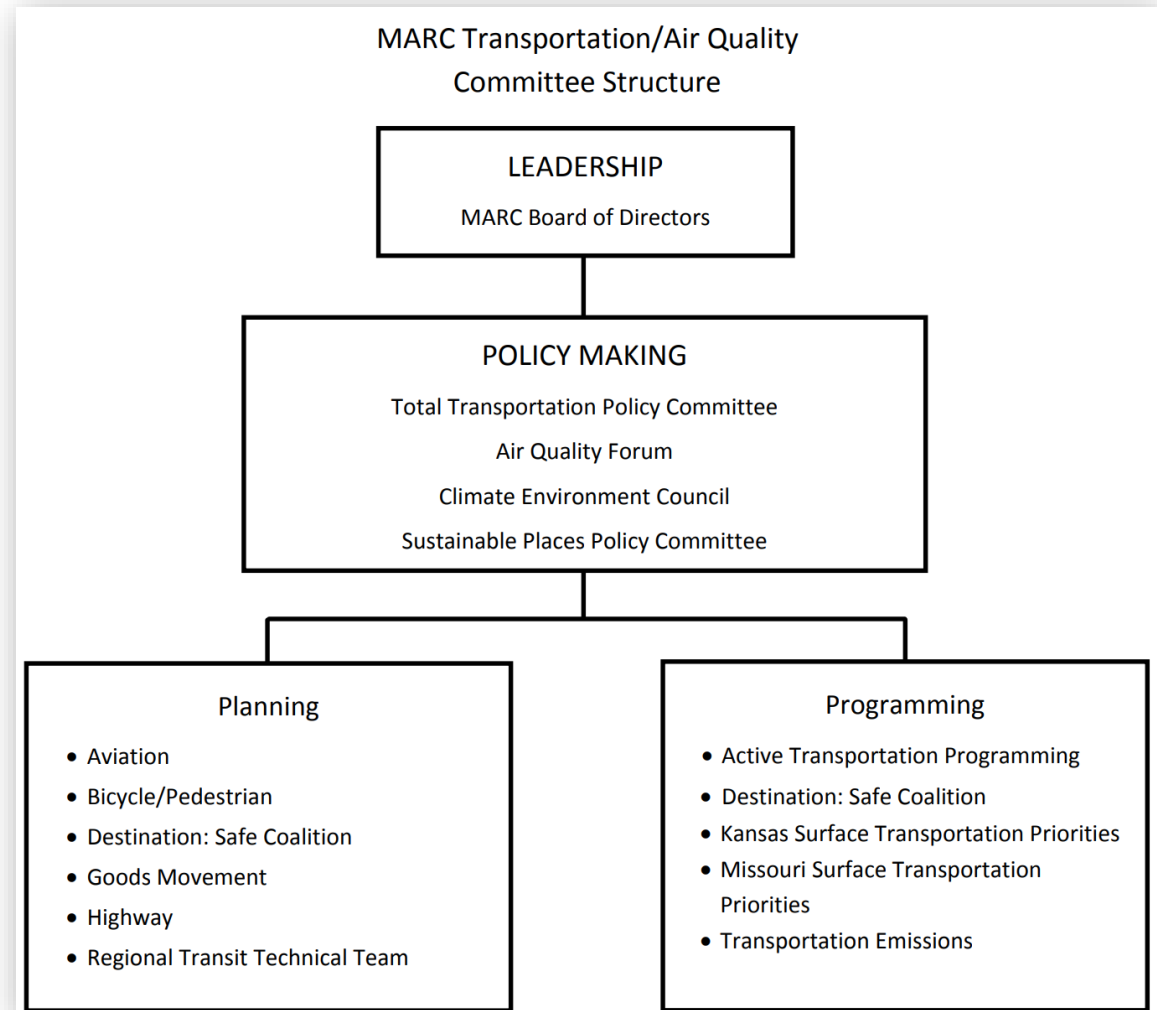 MARC Transportation/Air Quality
Committee Structure
LEADERSHIP
MARC Board of Directors
POLICY MAKING
Total Transportation Policy Committee
Air Quality Forum
Climate Environment Council
Sustainable Places Policy Committee
Planning
• Aviation
• Bicycle/Pedestrian
• Destination: Safe Coalition
• Goods Movement
• Highway
• Regional Transit Technical Team
Programming
• Active Transportation Programming
• Destination: Safe Coalition
• Kansas Surface Transportation Priorities
• Missouri Surface Transportation
Priorities
• Transportation Emissions